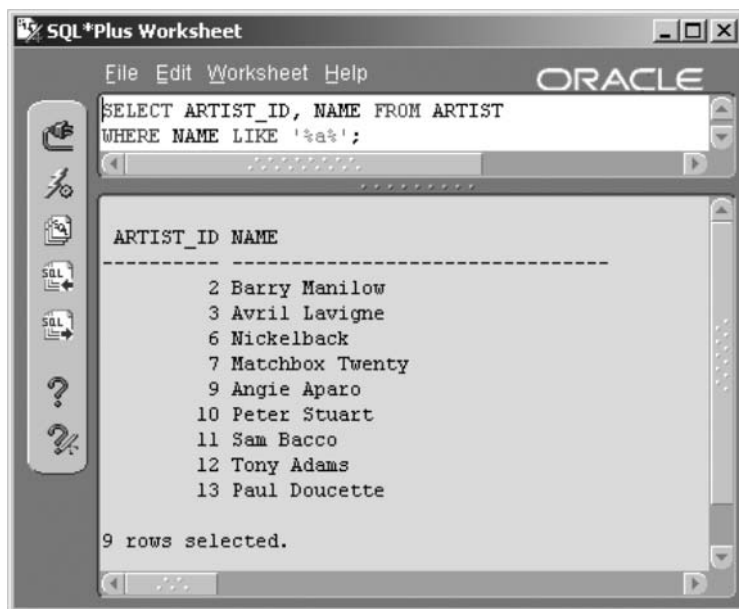 SQL*Plus Worksheet
File Edit Worksheet Help
ORACLE
SELECT ARTIST_ID, NAME FROM ARTIST
WHERE NAME LIKE '%a%';
ARTIST_ID NAME
---------- --------------------------------
2 Barry Manilow
3 Avril Lavigne
6 Nickelback
7 Matchbox Twenty
9 Angie Aparo
10 Peter Stuart
11 Sam Bacco
12 Tony Adams
13 Paul Doucette
9 rows selected.
SQL
SQL